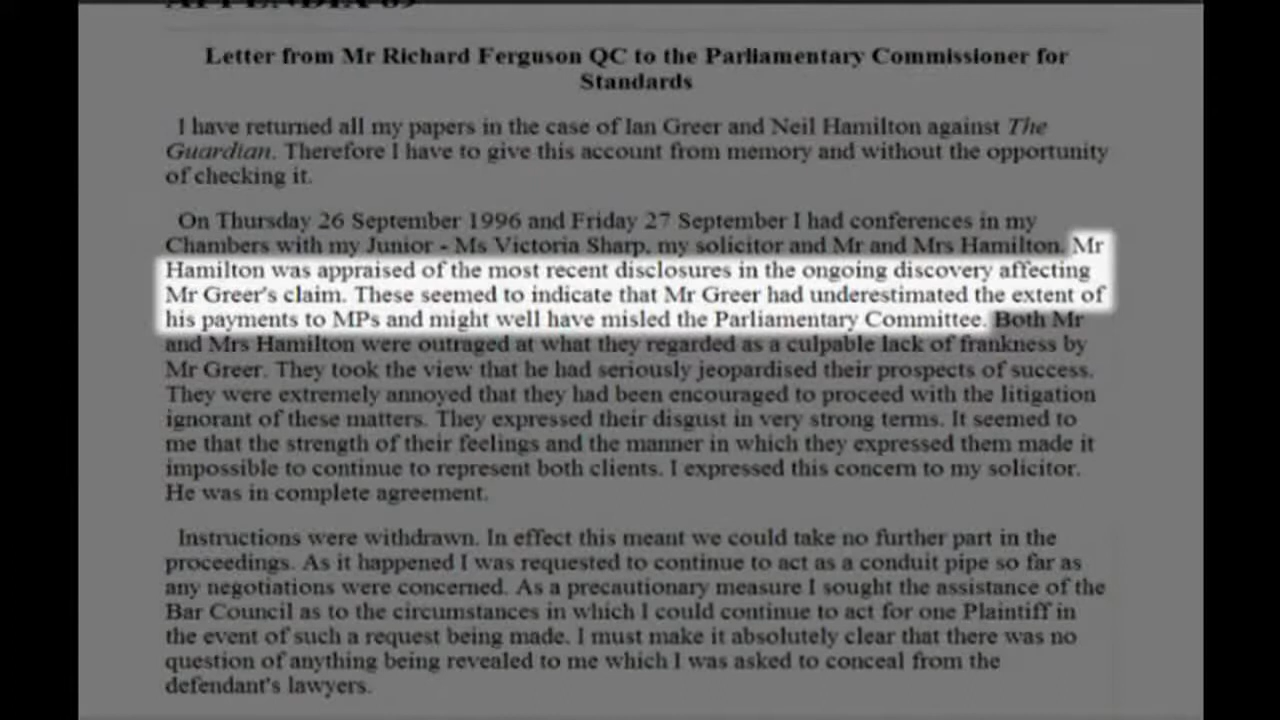 Letter from Mr Richard Ferguson QC to the Parliamentary Commissioner for
Standards
I have returned all my papers in the case of Ian Greer and Neil Hamilton against The
Guardian. Therefore I have to give this account from memory and without the opportunity
of checking it.
On Thursday 26 September 1996 and Friday 27 September I had conferences in my
Chambers with my Junior - Ms Victoria Sharp, my solicitor and Mr and Mrs Hamilton. Mr
Hamilton was appraised of the most recent disclosures in the ongoing discovery affecting
Mr Greer's claim. These seemed to indicate that Mr Greer had underestimated the extent of
his payments to MPs and might well have misled the Parliamentary Committee. Both Mr
and Mrs Hamilton were outraged at what they regarded as a culpable lack of frankness by
Mr Greer. They took the view that he had seriously jeopardised their prospects of success.
They were extremely annoyed that they had been encouraged to proceed with the litigation
ignorant of these matters. They expressed their disgust in very strong terms. It seemed to
me that the strength of their feelings and the manner in which they expressed them made it
impossible to continue to represent both clients. I expressed this concern to my solicitor.
He was in complete agreement.
Instructions were withdrawn. In effect this meant we could take no further part in the
proceedings. As it happened I was requested to continue to act as a conduit pipe so far as
any negotiations were concerned. As a precautionary measure I sought the assistance of the
Bar Council as to the circumstances in which I could continue to act for one Plaintiff in
the event of such a request being made. I must make it absolutely clear that there was no
question of anything being revealed to me which I was asked to conceal from the
defendant's lawyers.